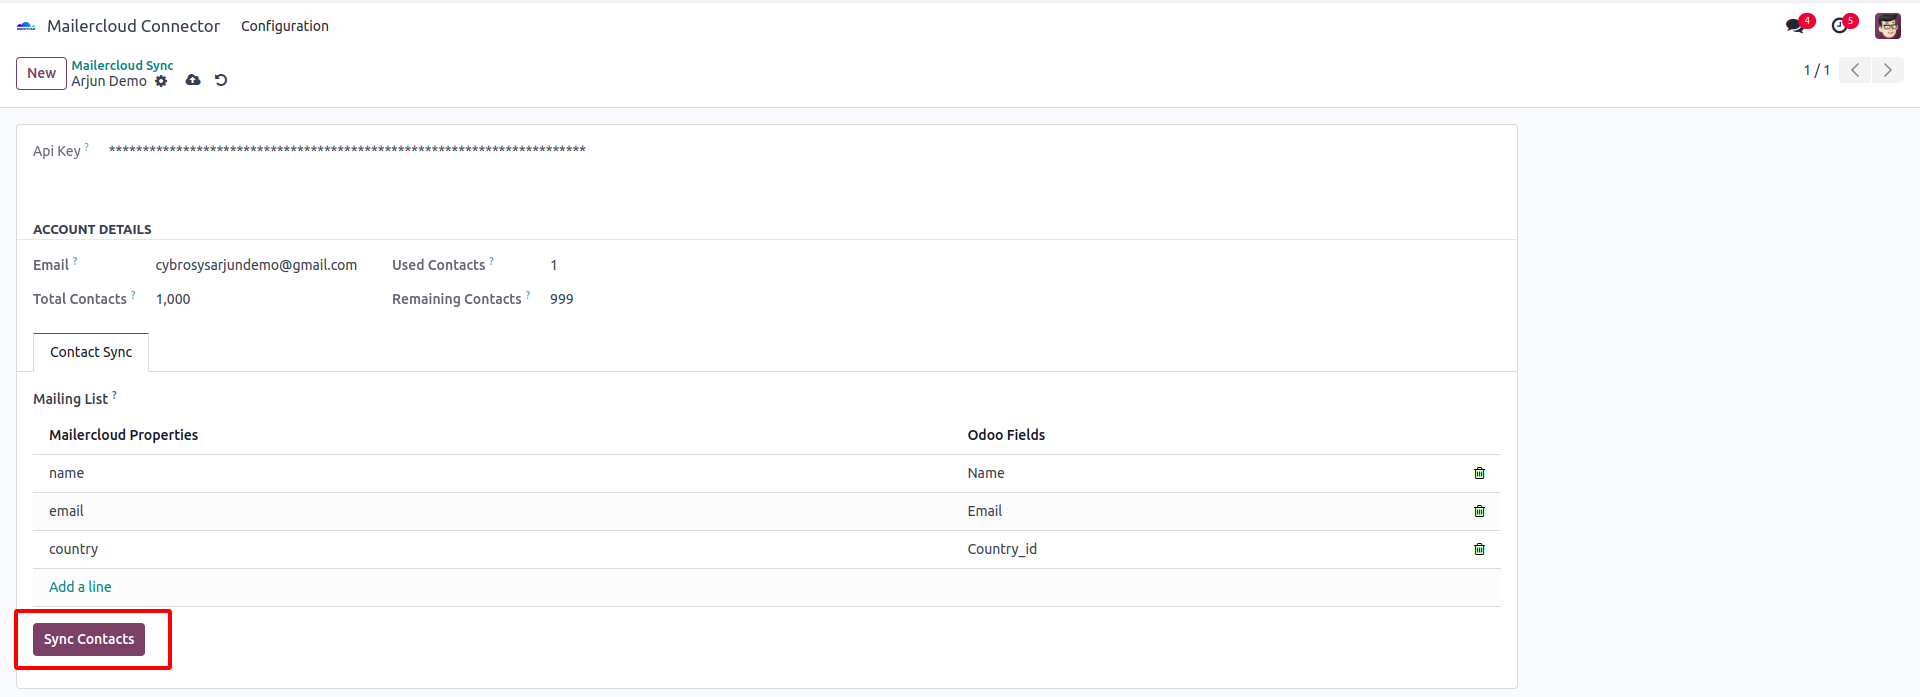 Mailercloud Connector Configuration 4 5
New Mailercloud Sync
Arjun Demo
1 / 1
Api Key ? ***********************************************************************
ACCOUNT DETAILS
Email ? cybrosysarjundemo@gmail.com Used Contacts ? 1
Total Contacts ? 1,000 Remaining Contacts ? 999
Contact Sync
Mailing List ?
Mailercloud Properties Odoo Fields
name Name
email Email
country Country_id
Add a line
Sync Contacts